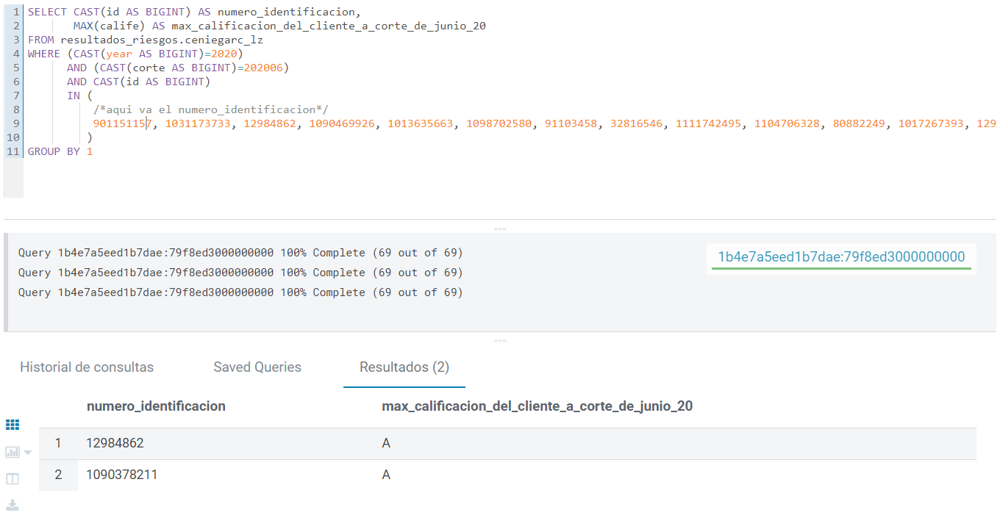 1 SELECT CAST(id AS BIGINT) AS numero_identificacion,
2 MAX(calife) AS max_calificacion_del_cliente_a_corte_de_junio_20
3 FROM resultados_riesgos.ceniegarc_lz
4 WHERE (CAST(year AS BIGINT)=2020)
5 AND (CAST(corte AS BIGINT)=202006)
6 AND CAST(id AS BIGINT)
7 IN (
8 /*aqui va el numero_identificacion*/
9 901151157, 1031173733, 12984862, 1090469926, 1013635663, 1098702580, 91103458, 32816546, 1111742495, 1104706328, 80882249, 1017267393, 129
10 )
11 GROUP BY 1
Query 1b4e7a5eed1b7dae:79f8ed3000000000 100% Complete (69 out of 69)
1b4e7a5eed1b7dae:79f8ed3000000000
Query 1b4e7a5eed1b7dae:79f8ed3000000000 100% Complete (69 out of 69)
Query 1b4e7a5eed1b7dae:79f8ed3000000000 100% Complete (69 out of 69)
Historial de consultas Saved Queries Resultados (2)
numero_identificacion max_calificacion_del_cliente_a_corte_de_junio_20
1 12984862 A
2 1090378211 A